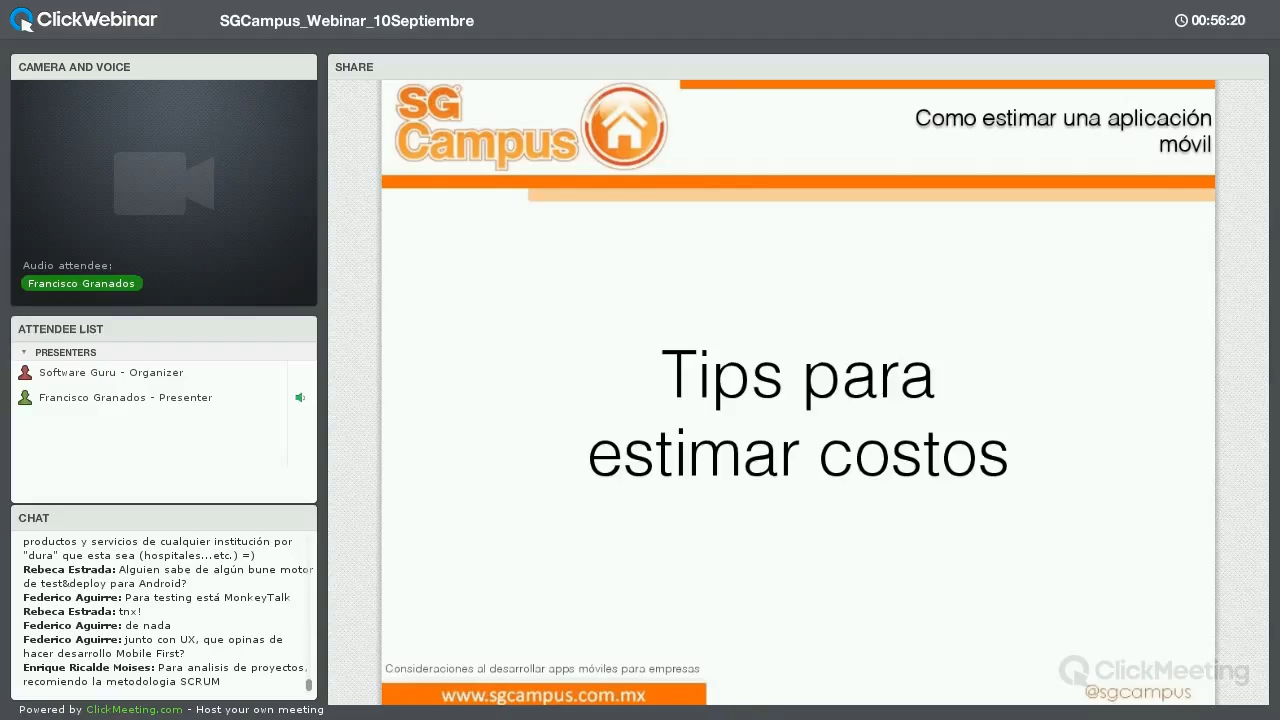 ClickWebinar
SGCampus_Webinar_10Septiembre
00:56:20
CAMERA AND VOICE
Audio attendee:
Francisco Granados
ATTENDEE LIST
PRESENTERS
Software Guru - Organizer
Francisco Granados - Presenter
CHAT
productos y servicios de cualquier institución por
"dura" que esta sea (hospitales...etc.) =)
Rebeca Estrada: Alguien sabe de algún bune motor
de test&deploy para Android?
Federico Aguirre: Para testing está MonkeyTalk
Rebeca Estrada: tnx!
Federico Aguirre: de nada
Federico Aguirre: junto con UX, que opinas de
hacer desarrollo Mobile First?
Enrique Ricalde Moises: Para analisis de proyectos,
recomiendo la metodologia SCRUM
Powered by ClickMeeting.com - Host your own meeting
SHARE
SG
Campus
Como estimar una aplicación
móvil
Tips para
estimar costos
Consideraciones al desarrollar apps móviles para empresas
www.sgcampus.com.mx
ClickMeeting
@sgcampus